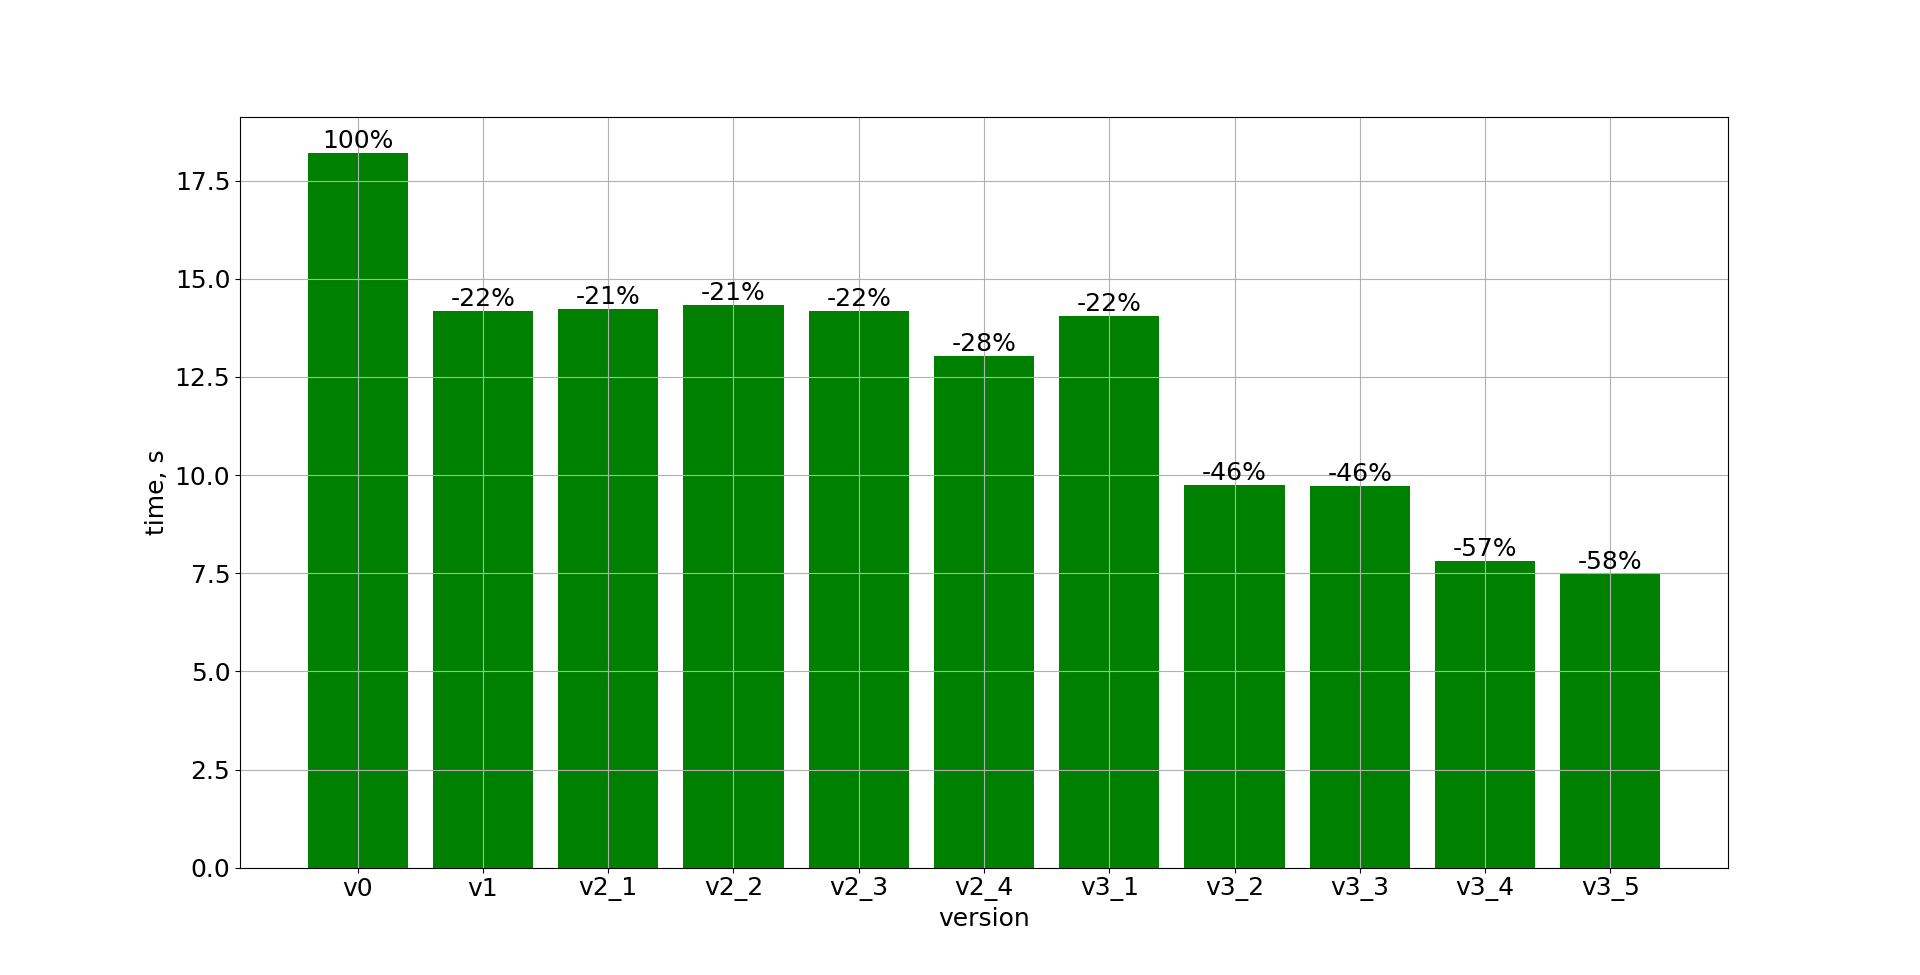 100%
17.5
15.0
-22% -21% -21% -22% -28% -22%
12.5
10.0
-46% -46%
-57% -58%
7.5
5.0
2.5
0.0
time, s
v0 v1 v2_1 v2_2 v2_3 v2_4 v3_1 v3_2 v3_3 v3_4 v3_5
version